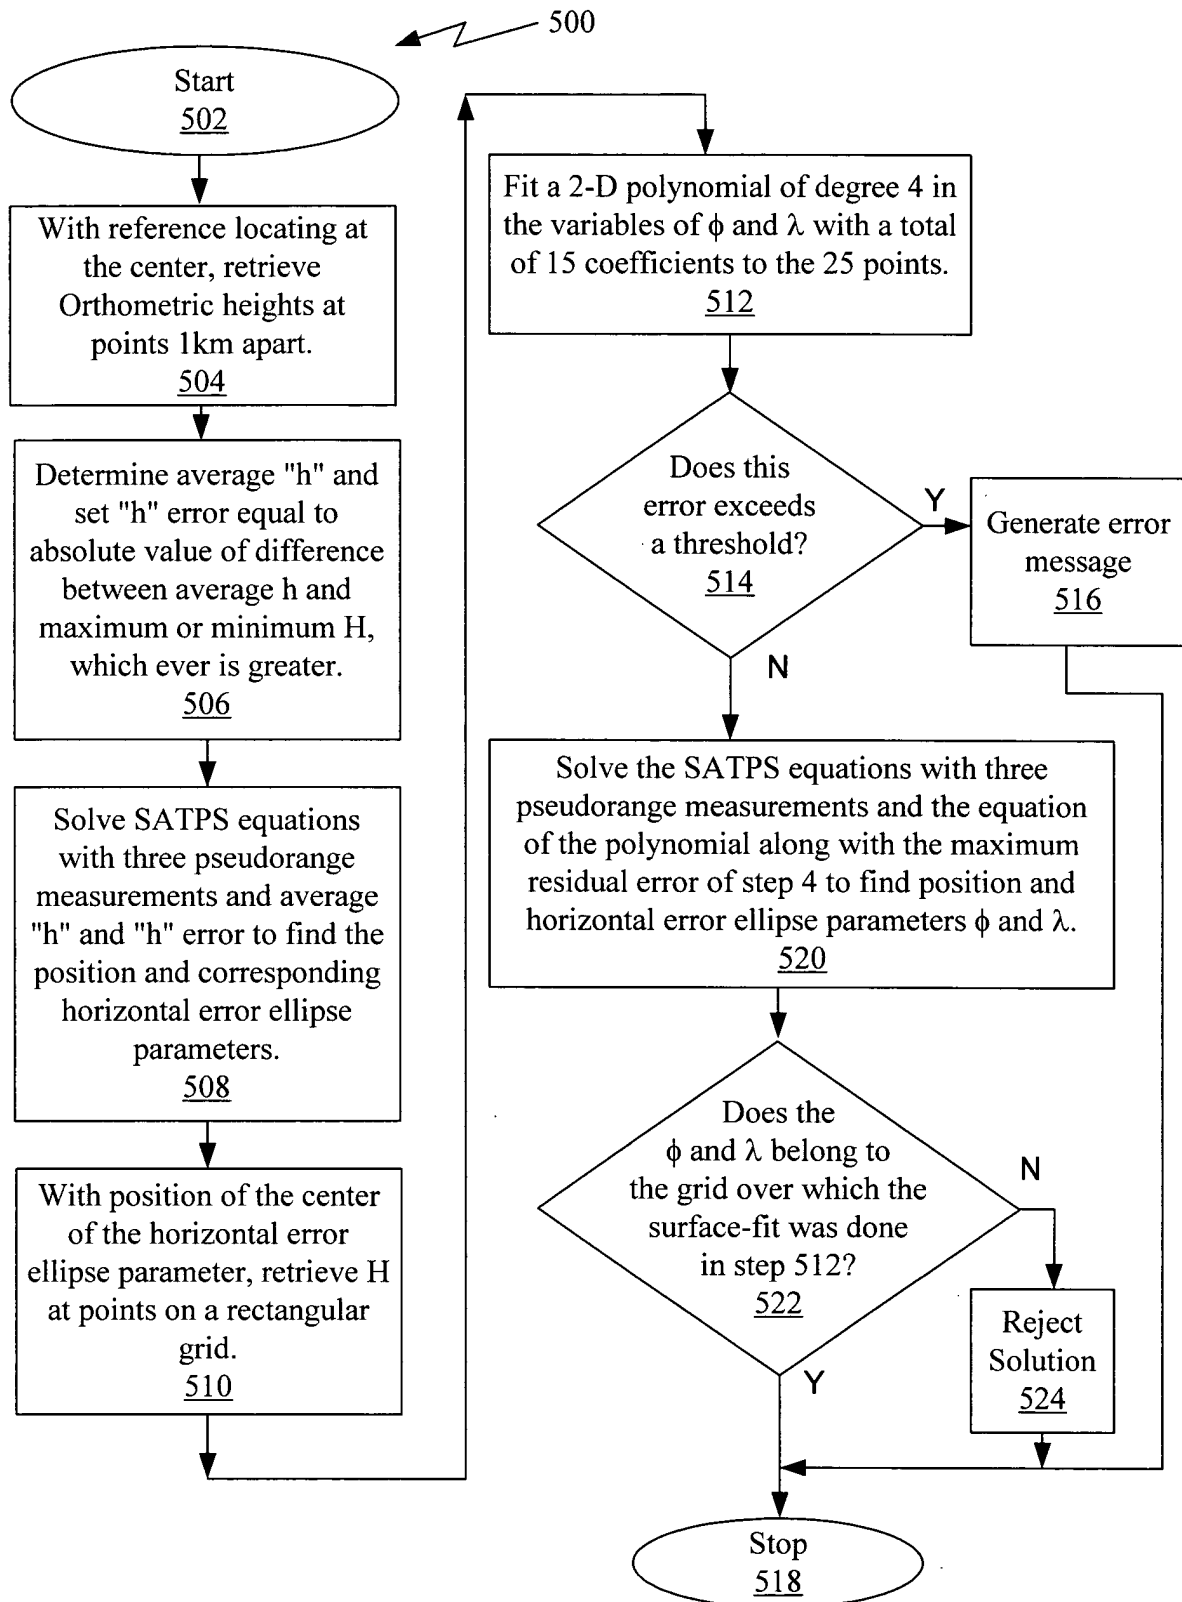 500
Start
502
With reference locating at
the center, retrieve
Orthometric heights at
points 1km apart.
504
Determine average "h" and
set "h" error equal to
absolute value of difference
between average h and
maximum or minimum H,
which ever is greater.
506
Solve SATPS equations
with three pseudorange
measurements and average
"h" and "h" error to find the
position and corresponding
horizontal error ellipse
parameters.
508
With position of the center
of the horizontal error
ellipse parameter, retrieve H
at points on a rectangular
grid.
510
Fit a 2-D polynomial of degree 4 in
the variables of ϕ and λ with a total
of 15 coefficients to the 25 points.
512
Does this
error exceeds
a threshold?
514
Y
Generate error
message
516
N
Solve the SATPS equations with three
pseudorange measurements and the equation
of the polynomial along with the maximum
residual error of step 4 to find position and
horizontal error ellipse parameters ϕ and λ.
520
Does the
ϕ and λ belong to
the grid over which the
surface-fit was done
in step 512?
522
N
Reject
Solution
524
Y
Stop
518